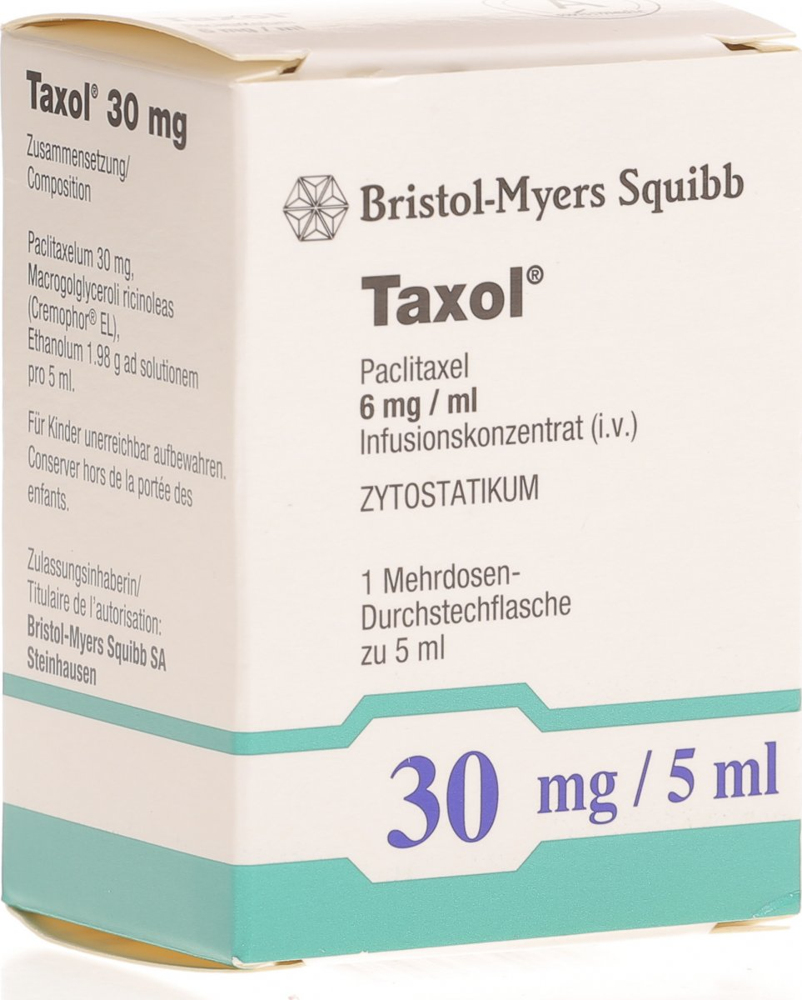 6 mg / ml
Taxol® 30 mg
Zusammensetzung/
Composition
Paclitaxelum 30 mg,
Macrogolglyceroli ricinoleas
(Cremophor® EL),
Ethanolum 1.98 g ad solutionem
pro 5 ml.
Für Kinder unerreichbar aufbewahren.
Conserver hors de la portée des
enfants.
Zulassungsinhaberin/
Titulaire de l'autorisation:
Bristol-Myers Squibb SA
Steinhausen
Bristol-Myers Squibb
Taxol®
Paclitaxel
6 mg / ml
Infusionskonzentrat (i.v.)
ZYTOSTATIKUM
1 Mehrdosen-
Durchstechflasche
zu 5 ml
30 mg / 5 ml